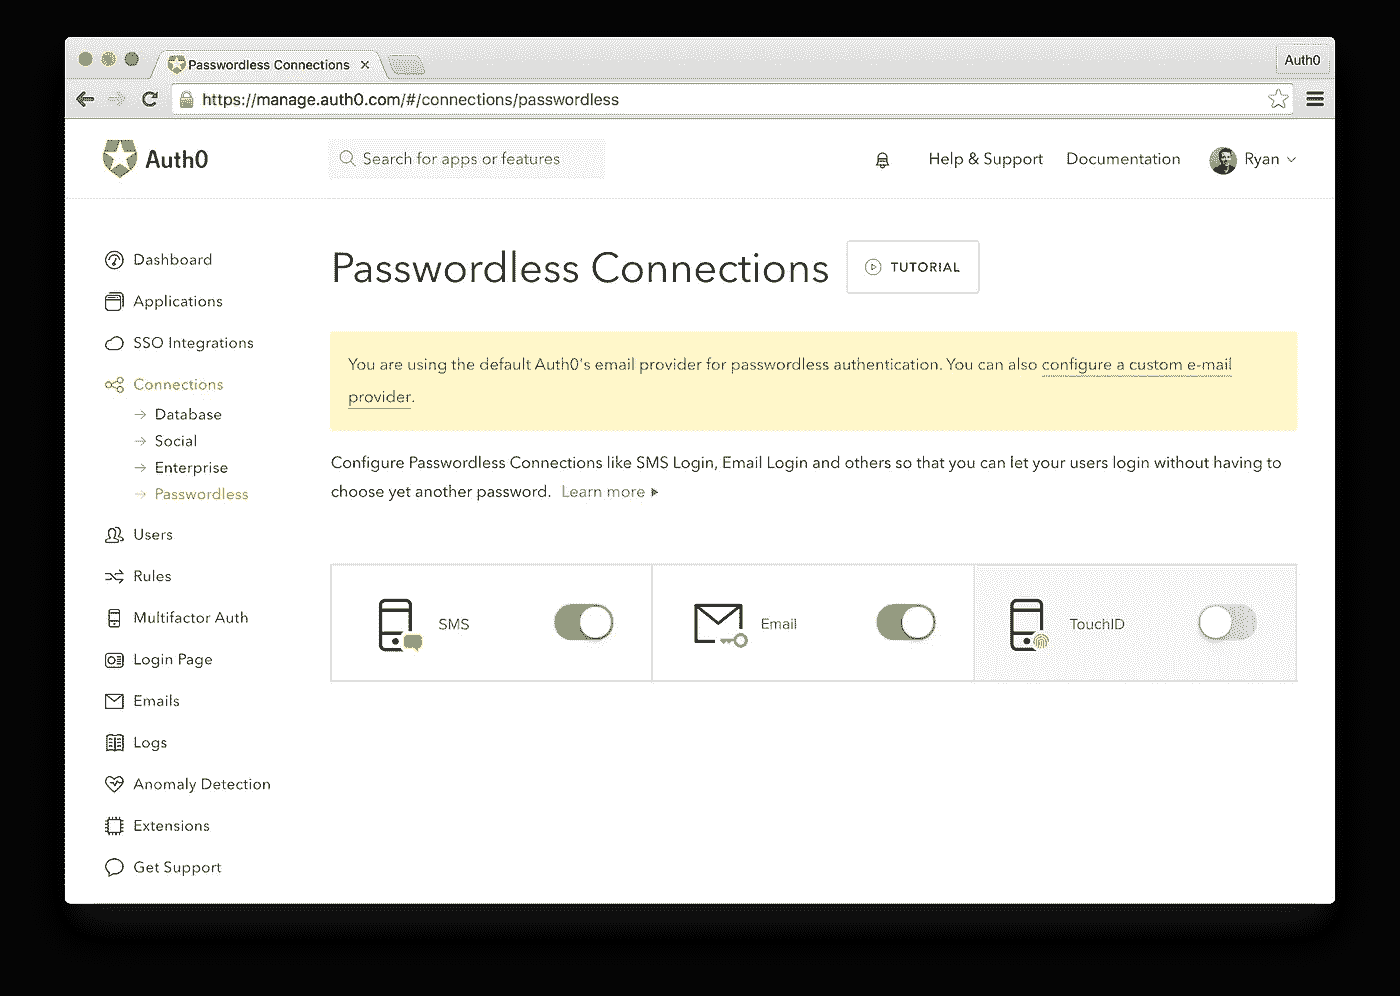 Passwordless Connections
Auth0
https://manage.auth0.com/#/connections/passwordless
Auth0
Search for apps or features
Help & Support
Documentation
Ryan
Dashboard
Applications
SSO Integrations
Connections
Database
Social
Enterprise
Passwordless
Users
Rules
Multifactor Auth
Login Page
Emails
Logs
Anomaly Detection
Extensions
Get Support
Passwordless Connections
TUTORIAL
You are using the default Auth0's email provider for passwordless authentication. You can also configure a custom e-mail
provider.
Configure Passwordless Connections like SMS Login, Email Login and others so that you can let your users login without having to
choose yet another password. Learn more
SMS
Email
TouchID